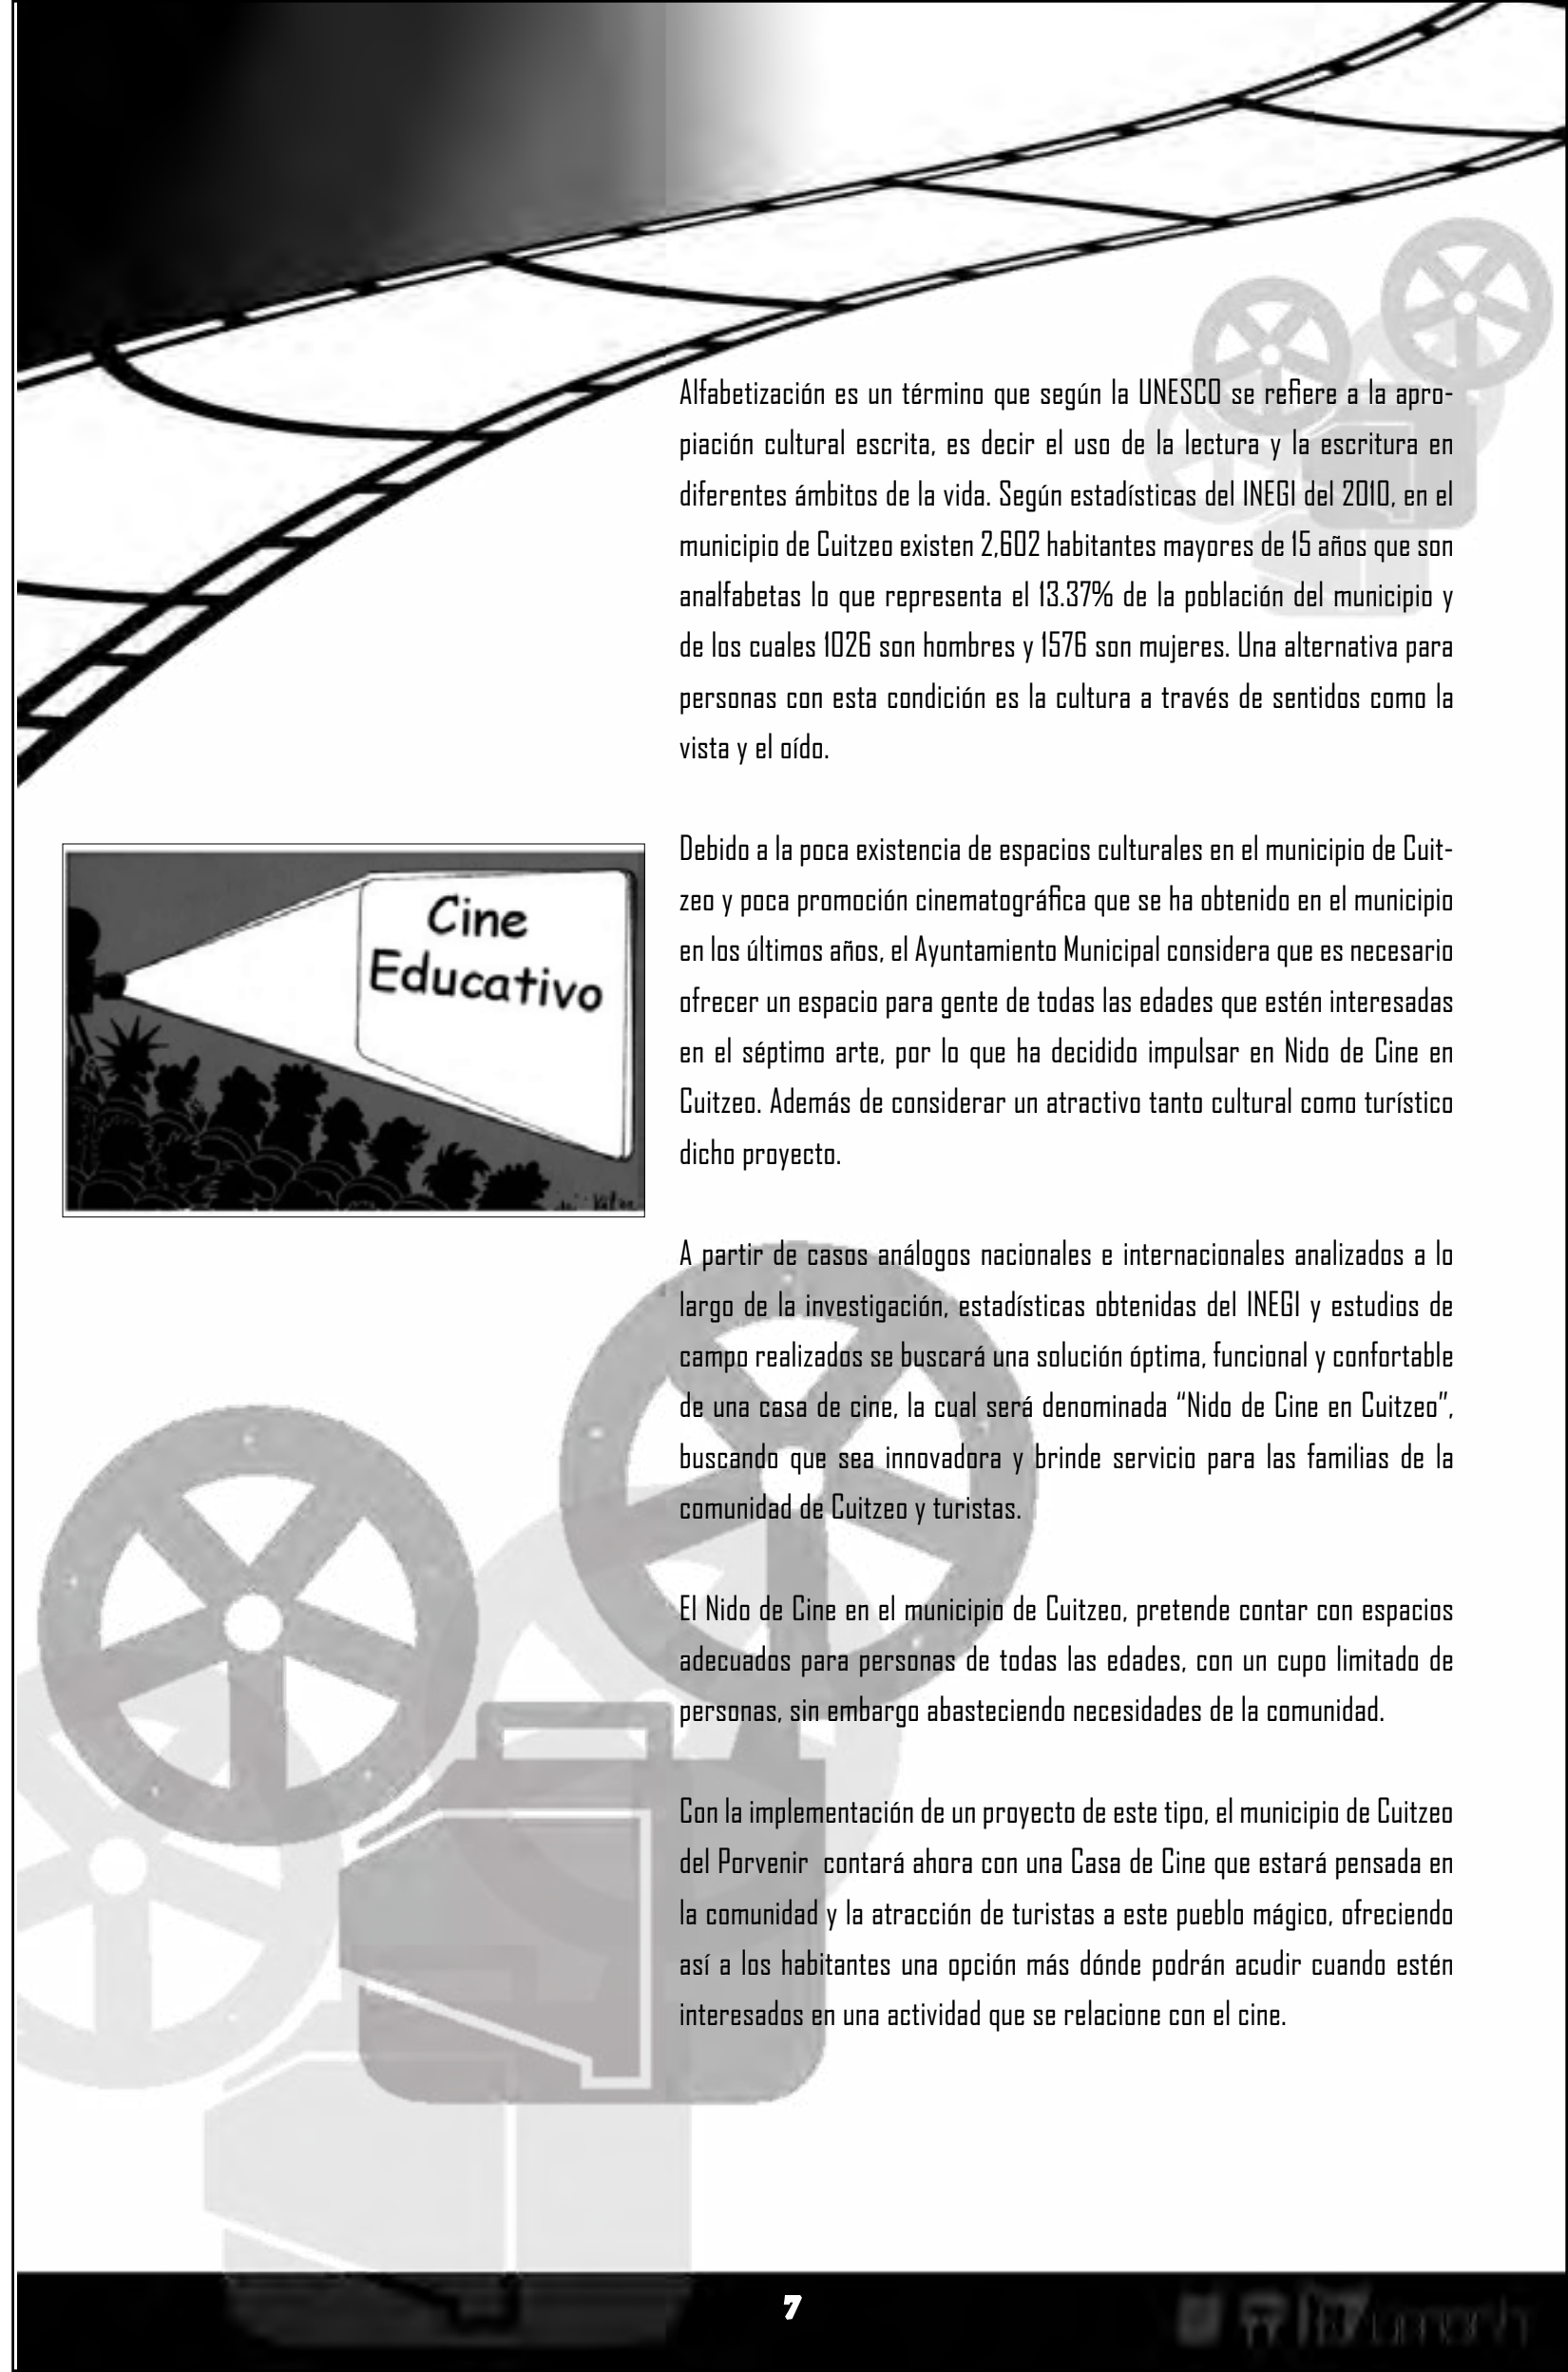 Alfabetización es un término que según la UNESCO se refiere a la apro-
piación cultural escrita, es decir el uso de la lectura y la escritura en
diferentes ámbitos de la vida. Según estadísticas del INEGI del 2010, en el
municipio de Cuitzeo existen 2,602 habitantes mayores de 15 años que son
analfabetas lo que representa el 13.37% de la población del municipio y
de los cuales 1026 son hombres y 1576 son mujeres. Una alternativa para
personas con esta condición es la cultura a través de sentidos como la
vista y el oído.
Cine
Educativo
Debido a la poca existencia de espacios culturales en el municipio de Cuit-
zeo y poca promoción cinematográfica que se ha obtenido en el municipio
en los últimos años, el Ayuntamiento Municipal considera que es necesario
ofrecer un espacio para gente de todas las edades que estén interesadas
en el séptimo arte, por lo que ha decidido impulsar en Nido de Cine en
Cuitzeo. Además de considerar un atractivo tanto cultural como turístico
dicho proyecto.
A partir de casos análogos nacionales e internacionales analizados a lo
largo de la investigación, estadísticas obtenidas del INEGI y estudios de
campo realizados se buscará una solución óptima, funcional y confortable
de una casa de cine, la cual será denominada “Nido de Cine en Cuitzeo”,
buscando que sea innovadora y brinde servicio para las familias de la
comunidad de Cuitzeo y turistas.
El Nido de Cine en el municipio de Cuitzeo, pretende contar con espacios
adecuados para personas de todas las edades, con un cupo limitado de
personas, sin embargo abasteciendo necesidades de la comunidad.
Con la implementación de un proyecto de este tipo, el municipio de Cuitzeo
del Porvenir contará ahora con una Casa de Cine que estará pensada en
la comunidad y la atracción de turistas a este pueblo mágico, ofreciendo
así a los habitantes una opción más dónde podrán acudir cuando estén
interesados en una actividad que se relacione con el cine.
7